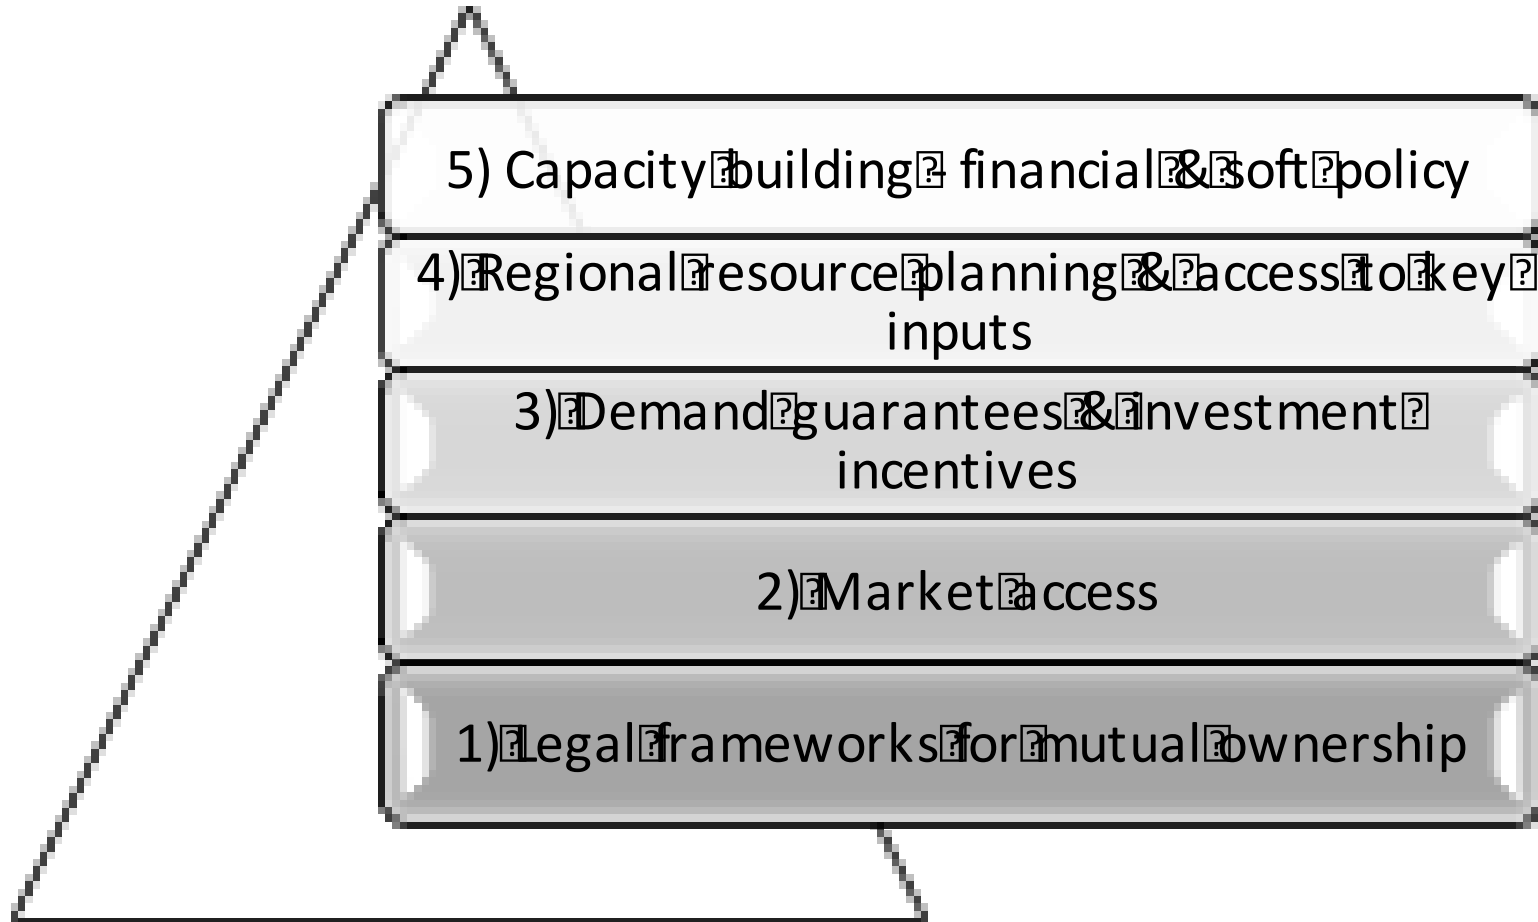 5) Capacity building - financial & soft policy
4) Regional resource planning & access to key
inputs
3) Demand guarantees & investment
incentives
2) Market access
1) Legal frameworks for mutual ownership